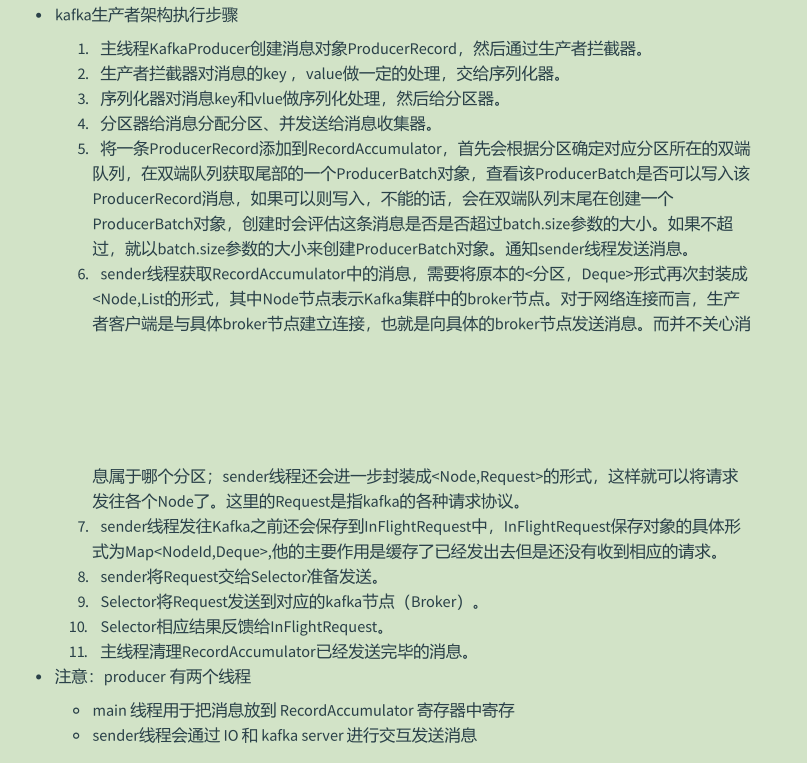 • kafka生产者架构执行步骤
1. 主线程KafkaProducer创建消息对象ProducerRecord，然后通过生产者拦截器。
2. 生产者拦截器对消息的key ，value做一定的处理，交给序列化器。
3. 序列化器对消息key和vlue做序列化处理，然后给分区器。
4. 分区器给消息分配分区、并发送给消息收集器。
5. 将一条ProducerRecord添加到RecordAccumulator，首先会根据分区确定对应分区所在的双端
队列，在双端队列获取尾部的一个ProducerBatch对象，查看该ProducerBatch是否可以写入该
ProducerRecord消息，如果可以则写入，不能的话，会在双端队列末尾在创建一个
ProducerBatch对象，创建时会评估这条消息是否是否超过batch.size参数的大小。如果不超
过，就以batch.size参数的大小来创建ProducerBatch对象。通知sender线程发送消息。
6. sender线程获取RecordAccumulator中的消息，需要将原本的<分区，Deque>形式再次封装成
<Node,List的形式，其中Node节点表示Kafka集群中的broker节点。对于网络连接而言，生产
者客户端是与具体broker节点建立连接，也就是向具体的broker节点发送消息。而并不关心消
息属于哪个分区；sender线程还会进一步封装成<Node,Request>的形式，这样就可以将请求
发往各个Node了。这里的Request是指kafka的各种请求协议。
7. sender线程发往Kafka之前还会保存到InFlightRequest中，InFlightRequest保存对象的具体形
式为Map<NodeId,Deque>,他的主要作用是缓存了已经发出去但是还没有收到相应的请求。
8. sender将Request交给Selector准备发送。
9. Selector将Request发送到对应的kafka节点（Broker）。
10. Selector相应结果反馈给InFlightRequest。
11. 主线程清理RecordAccumulator已经发送完毕的消息。
• 注意：producer 有两个线程
○ main 线程用于把消息放到 RecordAccumulator 寄存器中寄存
○ sender线程会通过 IO 和 kafka server 进行交互发送消息